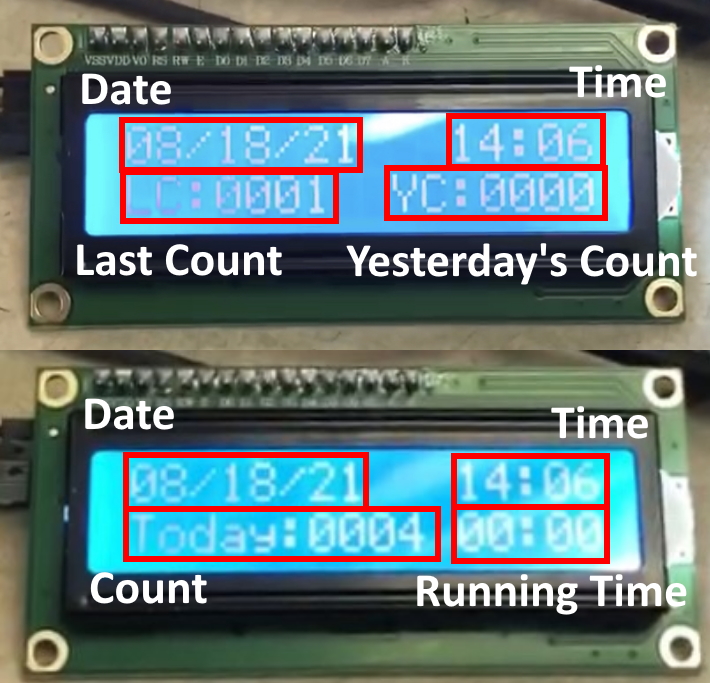 VSS VDD VO RS RW E D0 D1 D2 D3 D4 D5 D6 D7 A K
Date Time
08/18/21 14:06
LC:0001 YC:0000
Last Count Yesterday's Count
Date Time
08/18/21 14:06
Today:0004 00:00
Count Running Time